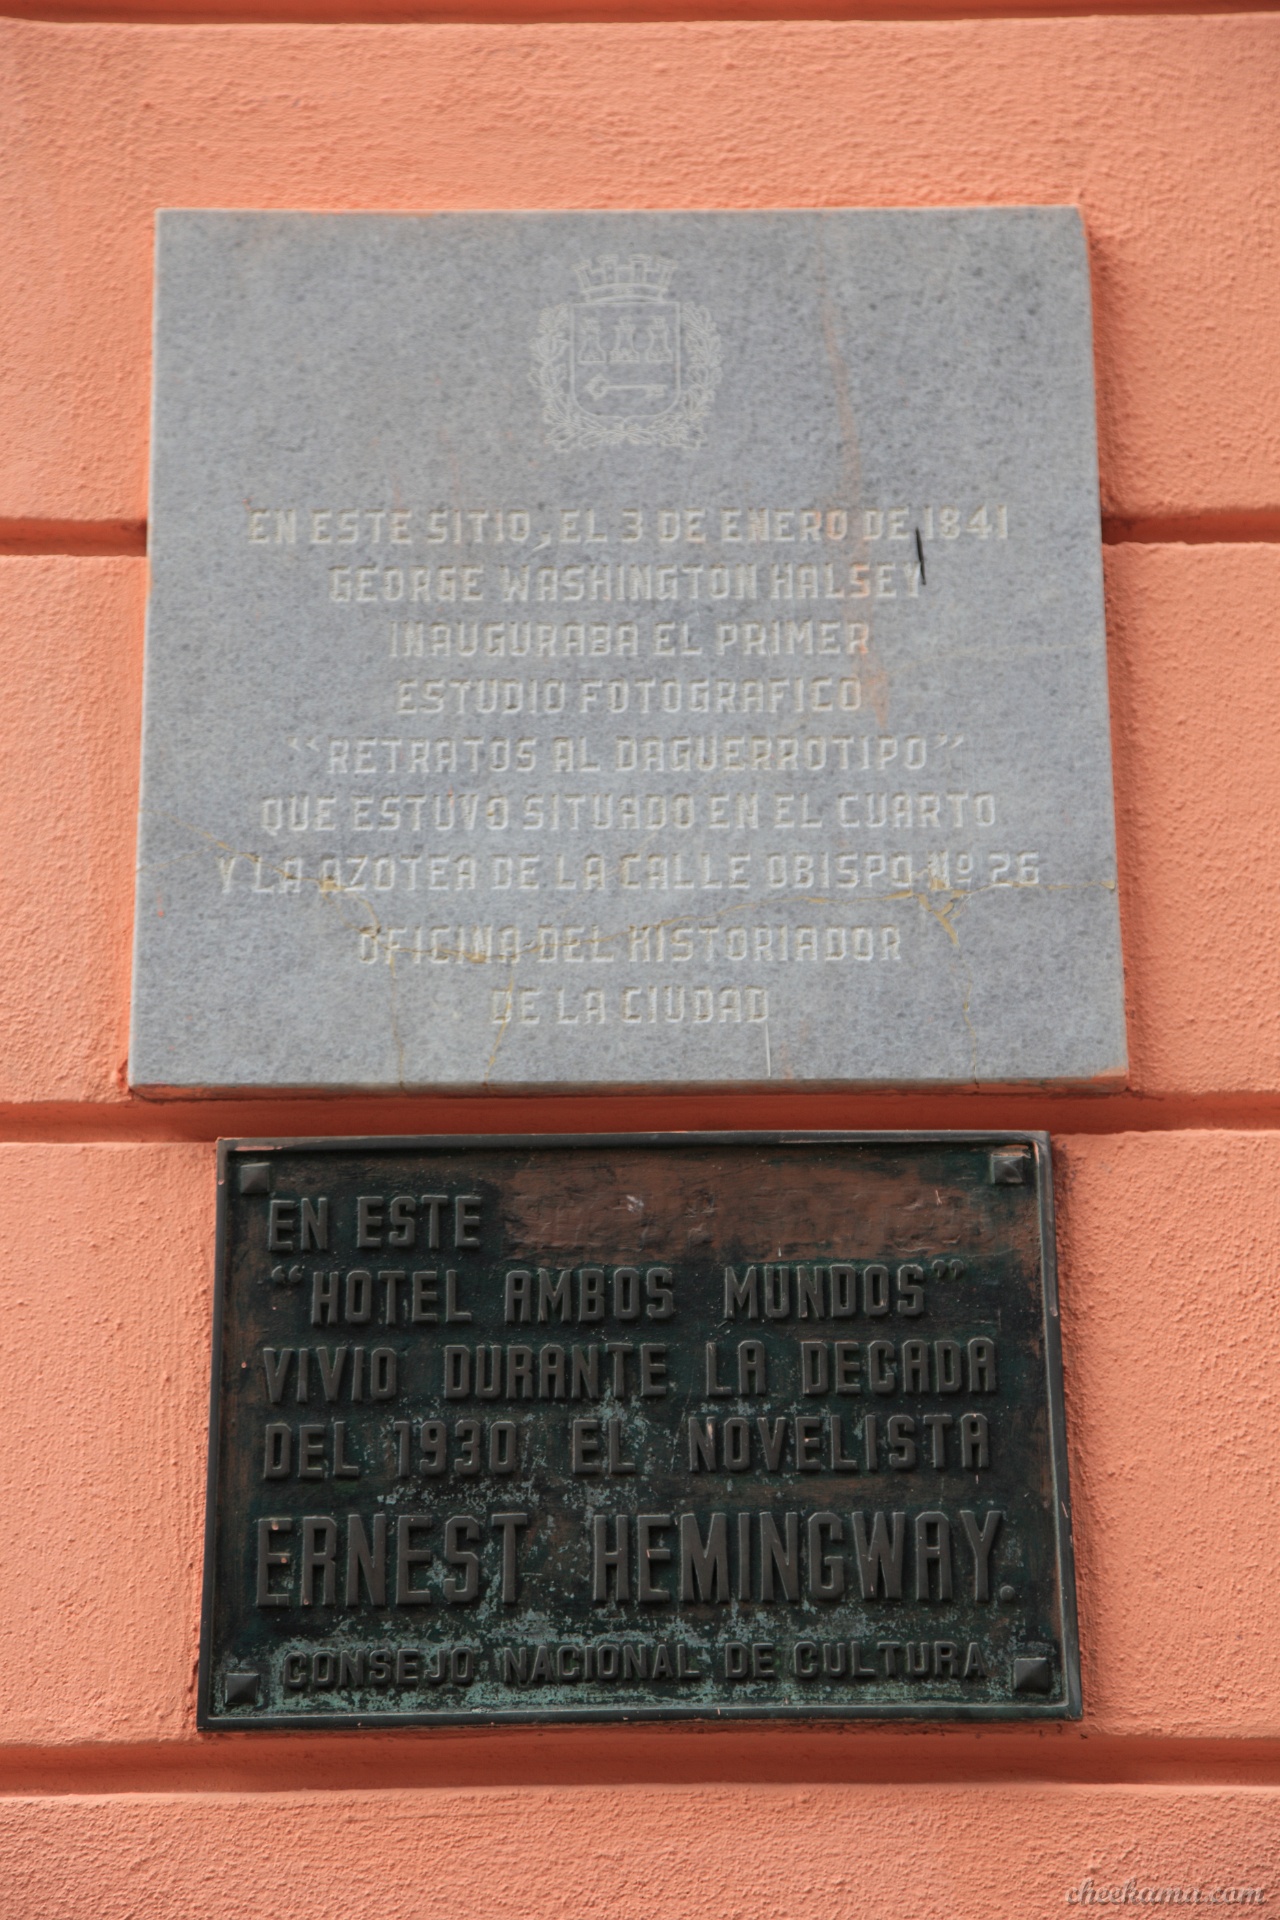 EN ESTE SITIO, EL 3 DE ENERO DE 1841
GEORGE WASHINGTON HALSEY
INAUGURABA EL PRIMER
ESTUDIO FOTOGRAFICO
"RETRATOS AL DAGUERROTIPO"
QUE ESTUVO SITUADO EN EL CUARTO
Y LA AZOTEA DE LA CALLE OBISPO Nº 26
OFICINA DEL HISTORIADOR
DE LA CIUDAD
EN ESTE
"HOTEL AMBOS MUNDOS"
VIVIO DURANTE LA DECADA
DEL 1930 EL NOVELISTA
ERNEST HEMINGWAY.
CONSEJO NACIONAL DE CULTURA
cheekama.com